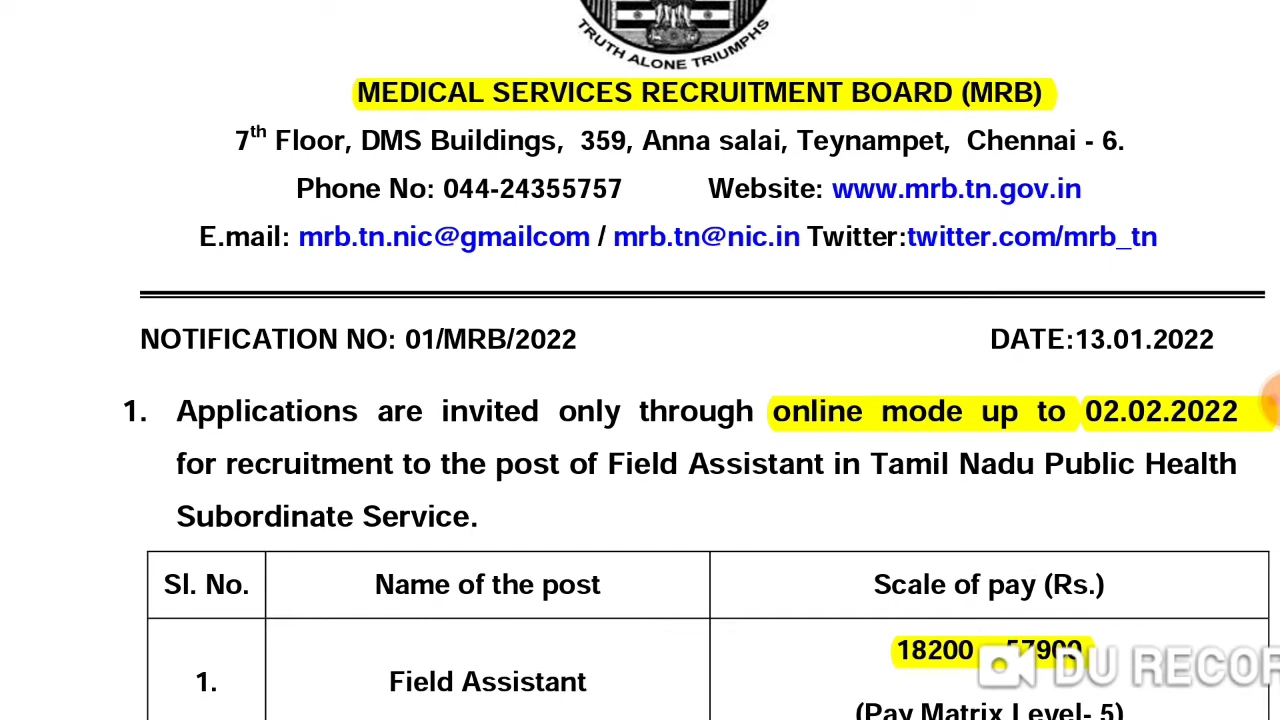 TRUTH ALONE TRIUMPHS
MEDICAL SERVICES RECRUITMENT BOARD (MRB)
7th Floor, DMS Buildings, 359, Anna salai, Teynampet, Chennai - 6.
Phone No: 044-24355757 Website: www.mrb.tn.gov.in
E.mail: mrb.tn.nic@gmailcom / mrb.tn@nic.in Twitter:twitter.com/mrb_tn
NOTIFICATION NO: 01/MRB/2022 DATE:13.01.2022
1. Applications are invited only through online mode up to 02.02.2022
for recruitment to the post of Field Assistant in Tamil Nadu Public Health
Subordinate Service.
Sl. No. Name of the post Scale of pay (Rs.)
18200 57900
DU RECOR
1. Field Assistant
(Pay Matrix Level- 5)